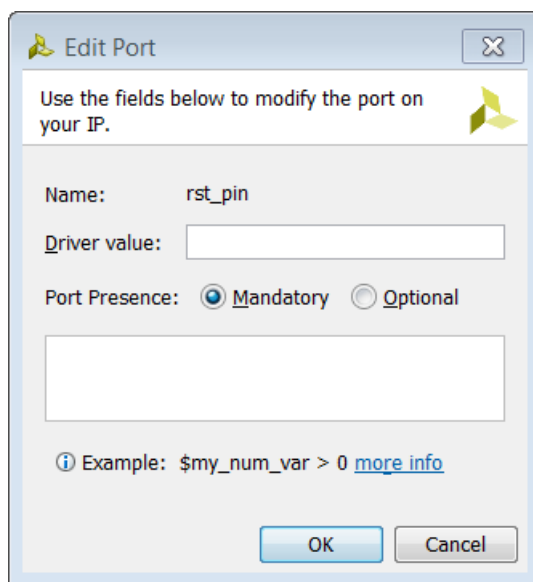 Edit Port
Use the fields below to modify the port on
your IP.
Name: rst_pin
Driver value:
Port Presence: Mandatory Optional
Example: $my_num_var > 0 more info
OK Cancel